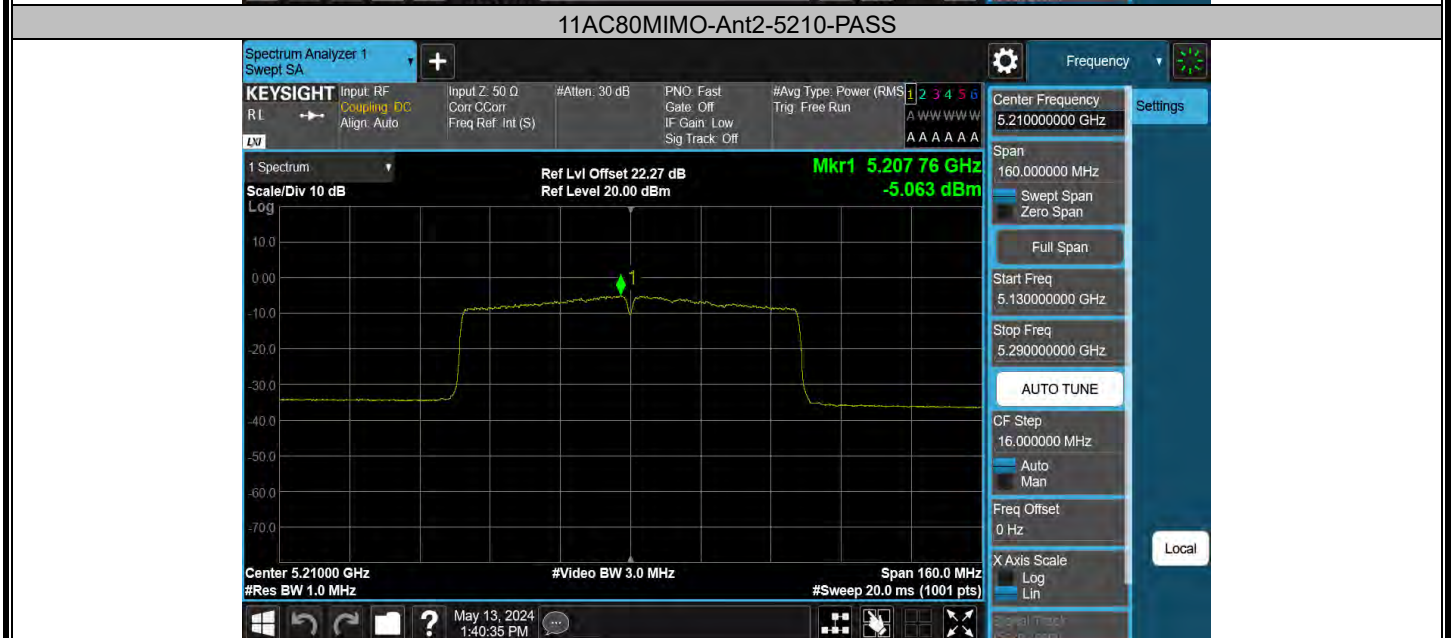 11AC80MIMO-Ant2-5210-PASS
Spectrum Analyzer 1
Swept SA
+
Frequency
KEYSIGHT
RL
LXI
Input: RF
Coupling: DC
Align: Auto
Input Z: 50 Ω
Corr CCorr
Freq Ref: Int (S)
#Atten: 30 dB
PNO: Fast
Gate: Off
IF Gain: Low
Sig Track: Off
#Avg Type: Power (RMS
Trig: Free Run
1 2 3 4 5 6
A W W W W W
A A A A A A
1 Spectrum
Scale/Div 10 dB
Log
Ref Lvl Offset 22.27 dB
Ref Level 20.00 dBm
Mkr1 5.207 76 GHz
-5.063 dBm
10.0
0.00
-10.0
-20.0
-30.0
-40.0
-50.0
-60.0
-70.0
1
Center 5.21000 GHz
#Res BW 1.0 MHz
#Video BW 3.0 MHz
Span 160.0 MHz
#Sweep 20.0 ms (1001 pts)
Center Frequency
5.210000000 GHz
Settings
Span
160.000000 MHz
Swept Span
Zero Span
Full Span
Start Freq
5.130000000 GHz
Stop Freq
5.290000000 GHz
AUTO TUNE
CF Step
16.000000 MHz
Auto
Man
Freq Offset
0 Hz
X Axis Scale
Log
Lin
Signal Track
Local
?
May 13, 2024
1:40:35 PM